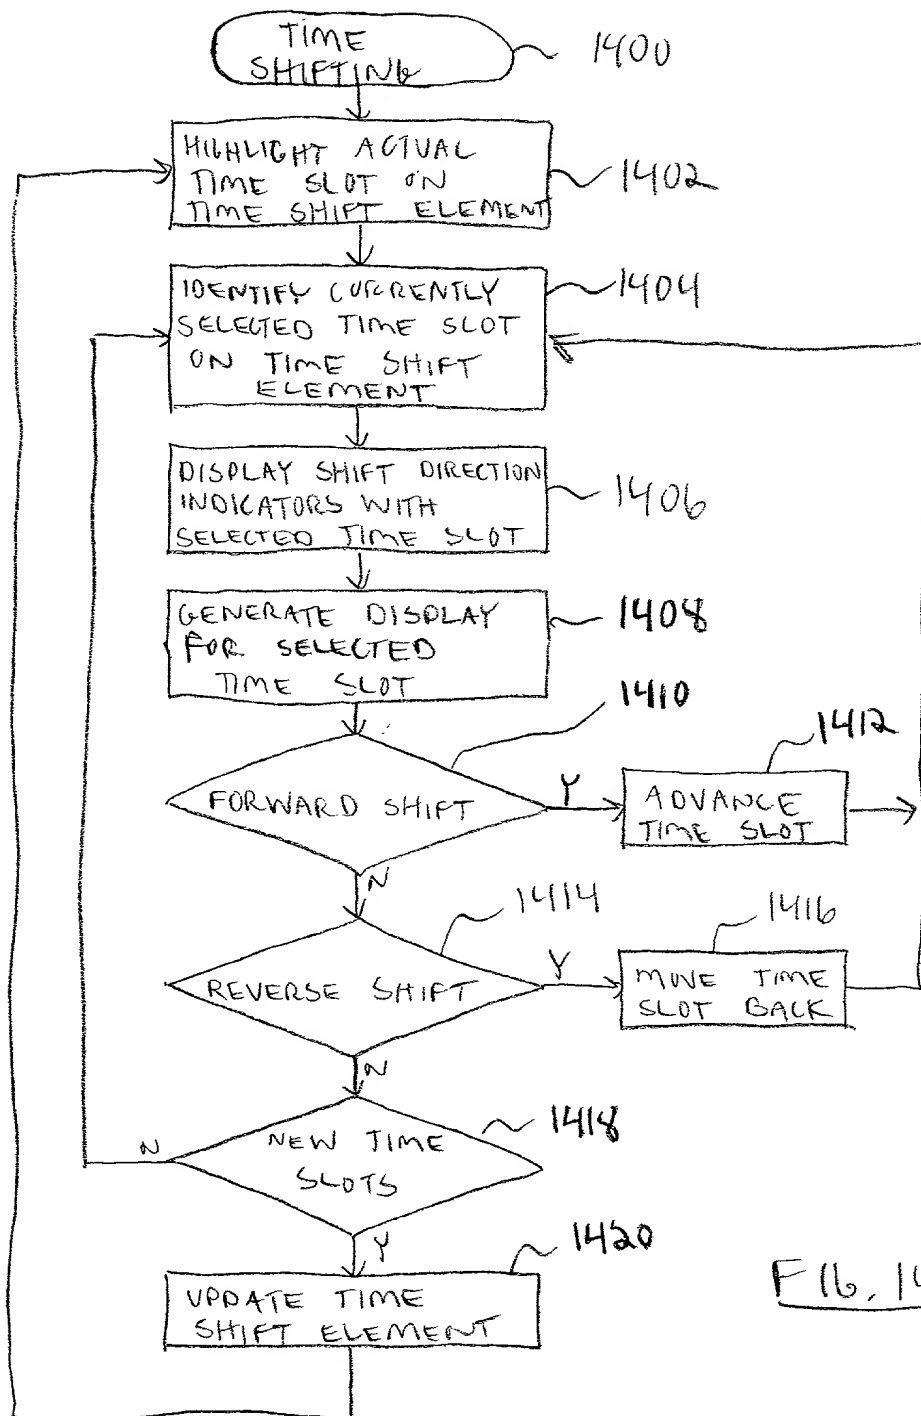 TIME
SHIFTING
1400
HIGHLIGHT ACTUAL
TIME SLOT ON
TIME SHIFT ELEMENT
1402
IDENTIFY CURRENTLY
SELECTED TIME SLOT
ON TIME SHIFT
ELEMENT
1404
DISPLAY SHIFT DIRECTION
INDICATORS WITH
SELECTED TIME SLOT
1406
GENERATE DISPLAY
FOR SELECTED
TIME SLOT
1408
1410
FORWARD SHIFT
Y
1412
ADVANCE
TIME SLOT
N
1414
REVERSE SHIFT
Y
1416
MOVE TIME
SLOT BACK
N
1418
NEW TIME
SLOTS
N
Y
1420
UPDATE TIME
SHIFT ELEMENT
FIG. 14